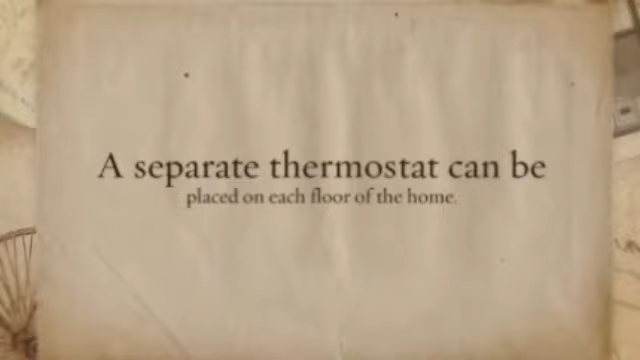 A separate thermostat can be
placed on each floor of the home.